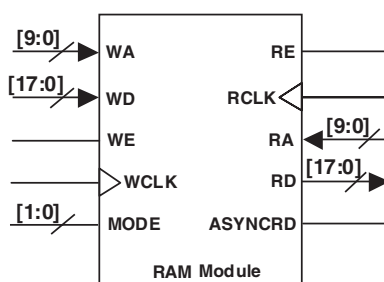 [9:0] WA RE
[17:0] WD RCLK
WE RA [9:0]
WCLK RD [17:0]
[1:0] MODE ASYNCRD
RAM Module